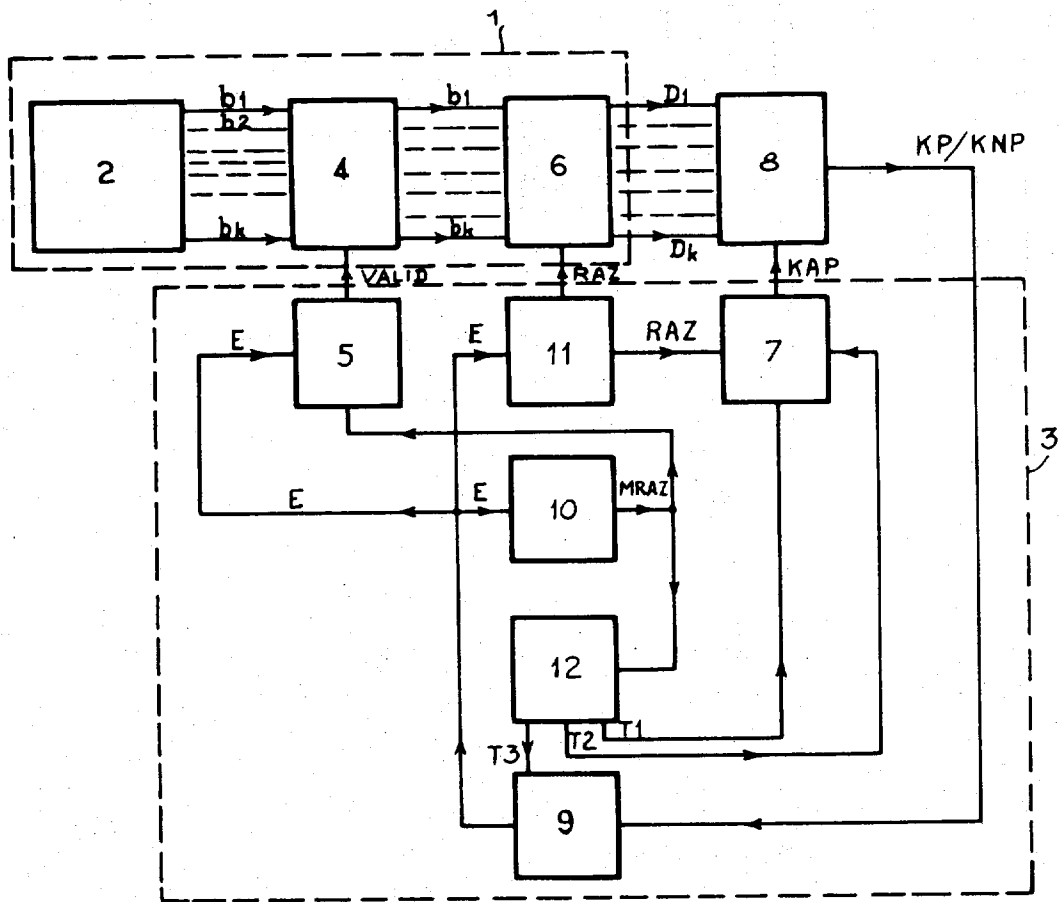 1
b1
b2
bk
2
4
b1
bk
6
D1
Dk
8
KP/KNP
VALID
RAZ
KAP
E
5
E
11
RAZ
7
3
E
E
10
MRAZ
12
T1
T2
T3
9